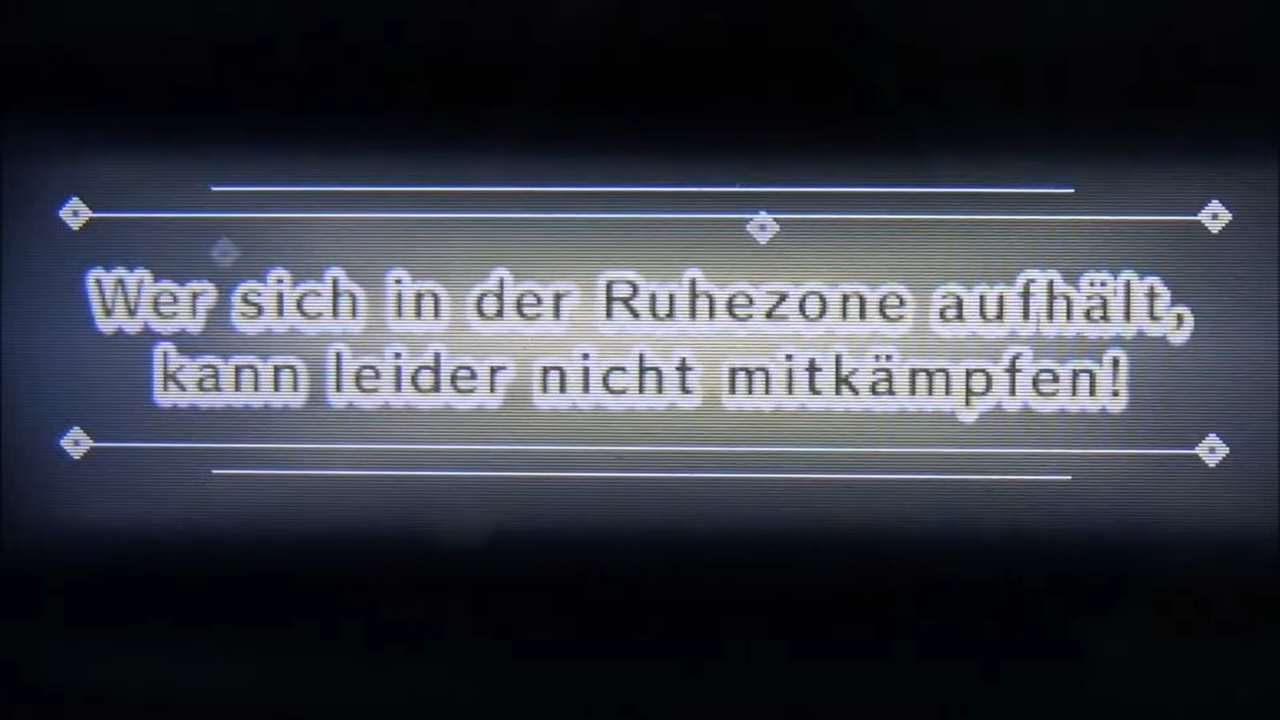 Wer sich in der Ruhezone aufhält,
kann leider nicht mitkämpfen!